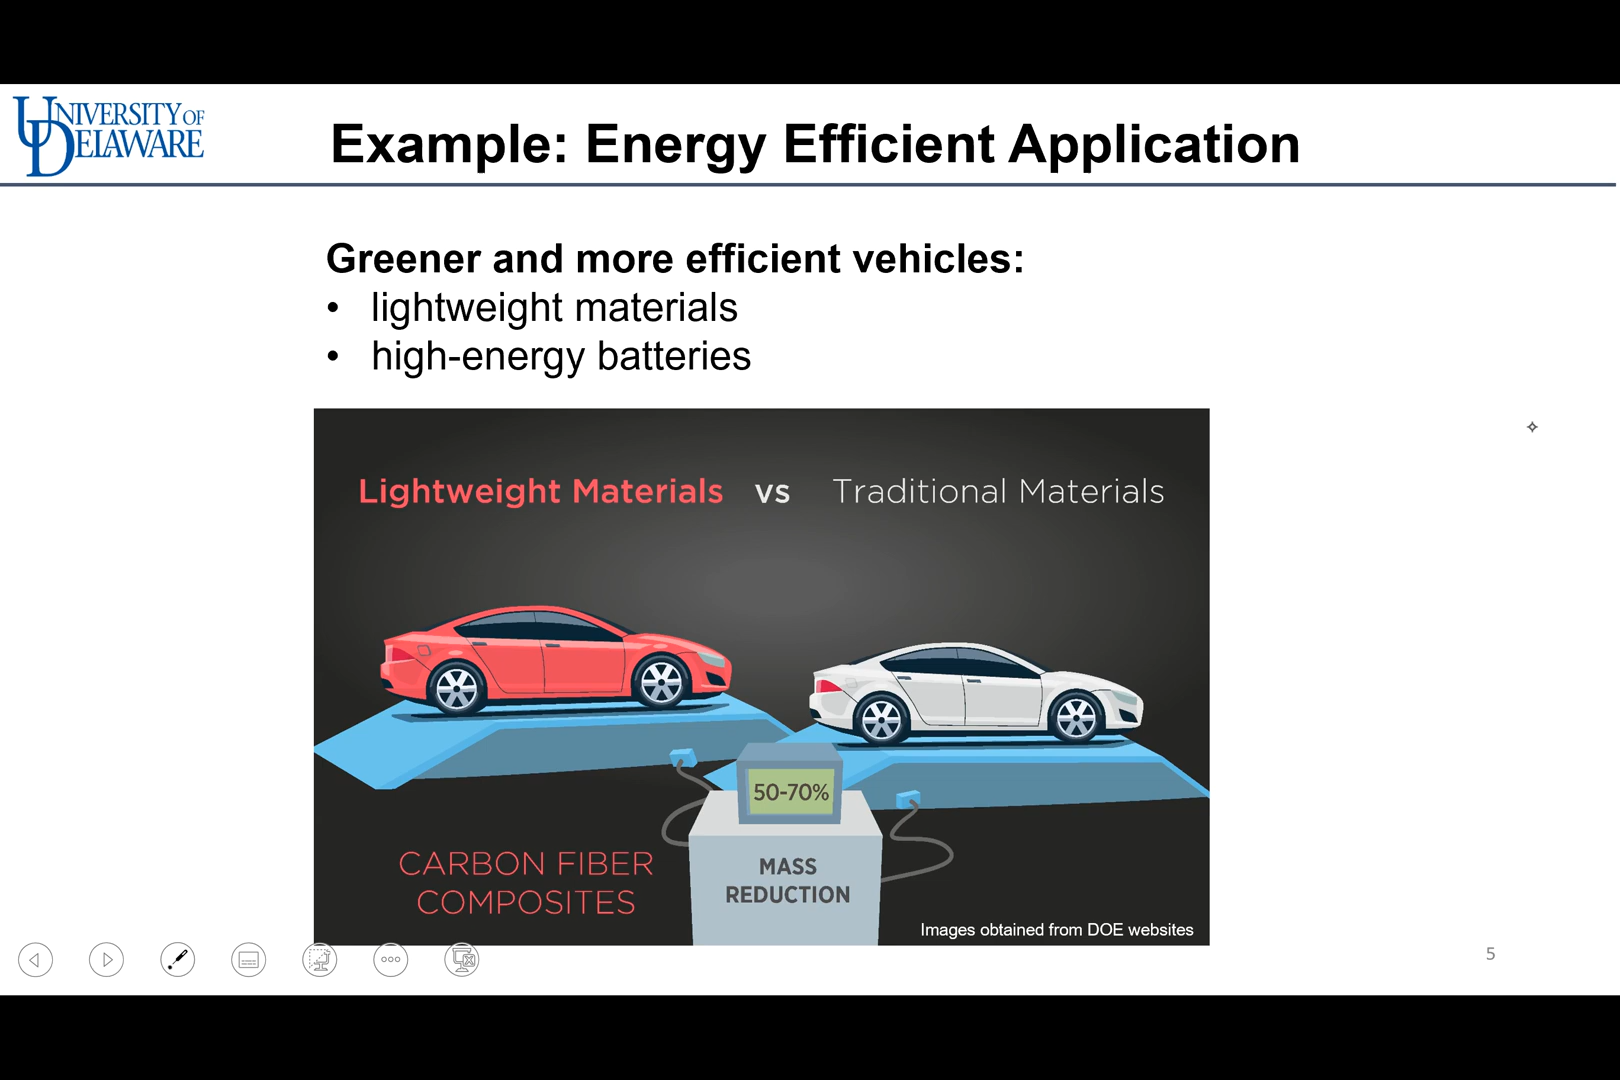 UNIVERSITY OF
DELAWARE
Example: Energy Efficient Application
Greener and more efficient vehicles:
• lightweight materials
• high-energy batteries
Lightweight Materials vs Traditional Materials
50-70%
MASS
REDUCTION
CARBON FIBER
COMPOSITES
Images obtained from DOE websites
5